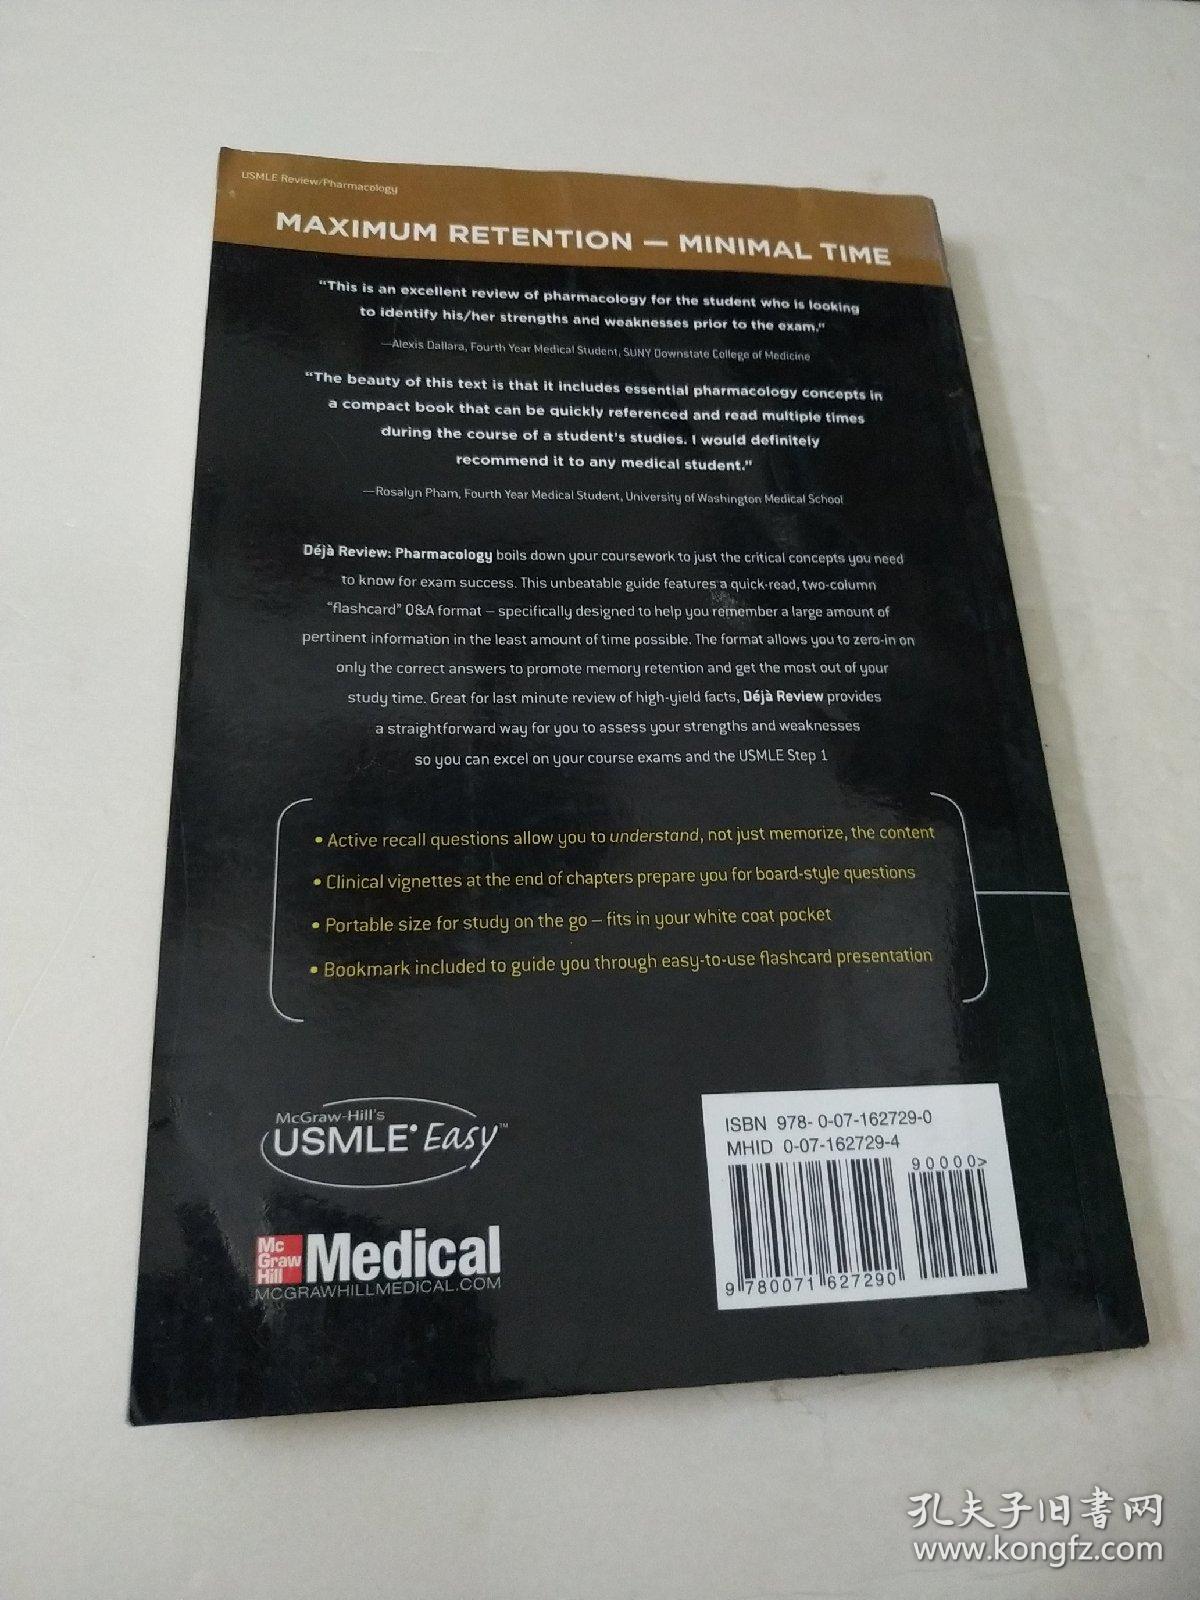 USMLE Review/Pharmacology
MAXIMUM RETENTION — MINIMAL TIME
"This is an excellent review of pharmacology for the student who is looking
to identify his/her strengths and weaknesses prior to the exam."
—Alexis Dallara, Fourth Year Medical Student, SUNY Downstate College of Medicine
"The beauty of this text is that it includes essential pharmacology concepts in
a compact book that can be quickly referenced and read multiple times
during the course of a student's studies. I would definitely
recommend it to any medical student."
—Rosalyn Pham, Fourth Year Medical Student, University of Washington Medical School
Déjà Review: Pharmacology boils down your coursework to just the critical concepts you need
to know for exam success. This unbeatable guide features a quick-read, two-column
"flashcard" Q&A format – specifically designed to help you remember a large amount of
pertinent information in the least amount of time possible. The format allows you to zero-in on
only the correct answers to promote memory retention and get the most out of your
study time. Great for last minute review of high-yield facts, Déjà Review provides
a straightforward way for you to assess your strengths and weaknesses
so you can excel on your course exams and the USMLE Step 1
• Active recall questions allow you to understand, not just memorize, the content
• Clinical vignettes at the end of chapters prepare you for board-style questions
• Portable size for study on the go – fits in your white coat pocket
• Bookmark included to guide you through easy-to-use flashcard presentation
McGraw-Hill's
USMLE• Easy™
Mc
Graw
Hill
Medical
MCGRAWHILLMEDICAL.COM
ISBN 978- 0-07-162729-0
MHID 0-07-162729-4
90000>
9 780071 627290
孔夫子旧书网
www.kongfz.com